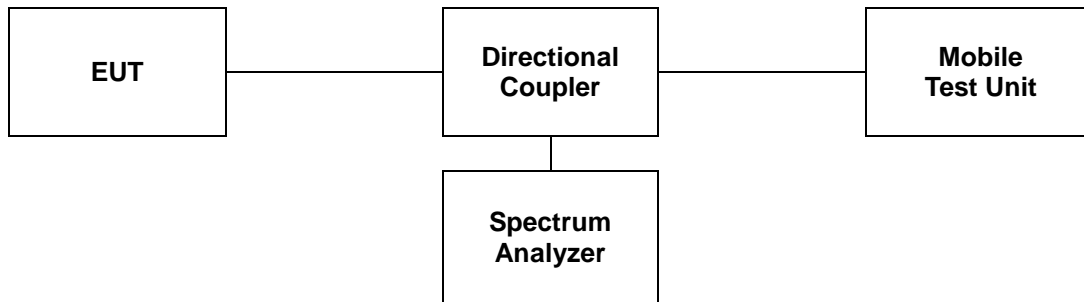 EUT
Directional
Coupler
Mobile
Test Unit
Spectrum
Analyzer